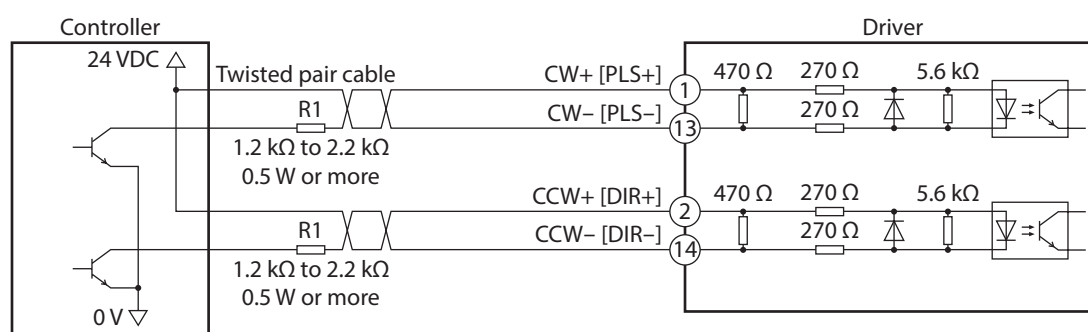 Controller
Driver
24 VDC
Twisted pair cable
CW+ [PLS+]
1
470 Ω
270 Ω
5.6 kΩ
R1
CW– [PLS–]
13
270 Ω
1.2 kΩ to 2.2 kΩ
0.5 W or more
CCW+ [DIR+]
2
470 Ω
270 Ω
5.6 kΩ
R1
CCW– [DIR–]
14
270 Ω
1.2 kΩ to 2.2 kΩ
0.5 W or more
0 V